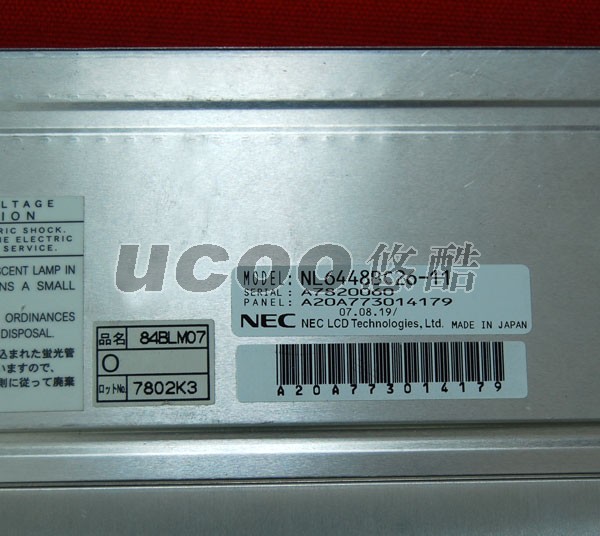 LTAGE
ION
RIC SHOCK.
E ELECTRIC
SERVICE.
SCENT LAMP IN
NS A SMALL
ORDINANCES
DISPOSAL.
込まれた蛍光管
いますので、
則に従って廃棄
品名 84BLM07
O
ロットNo. 7802K3
ucoo 悠酷
MODEL: NL6448BC26-11
SERIAL: A7820060
PANEL: A20A773014179
07.08.19/
NEC NEC LCD Technologies, Ltd. MADE IN JAPAN
A20A773014179